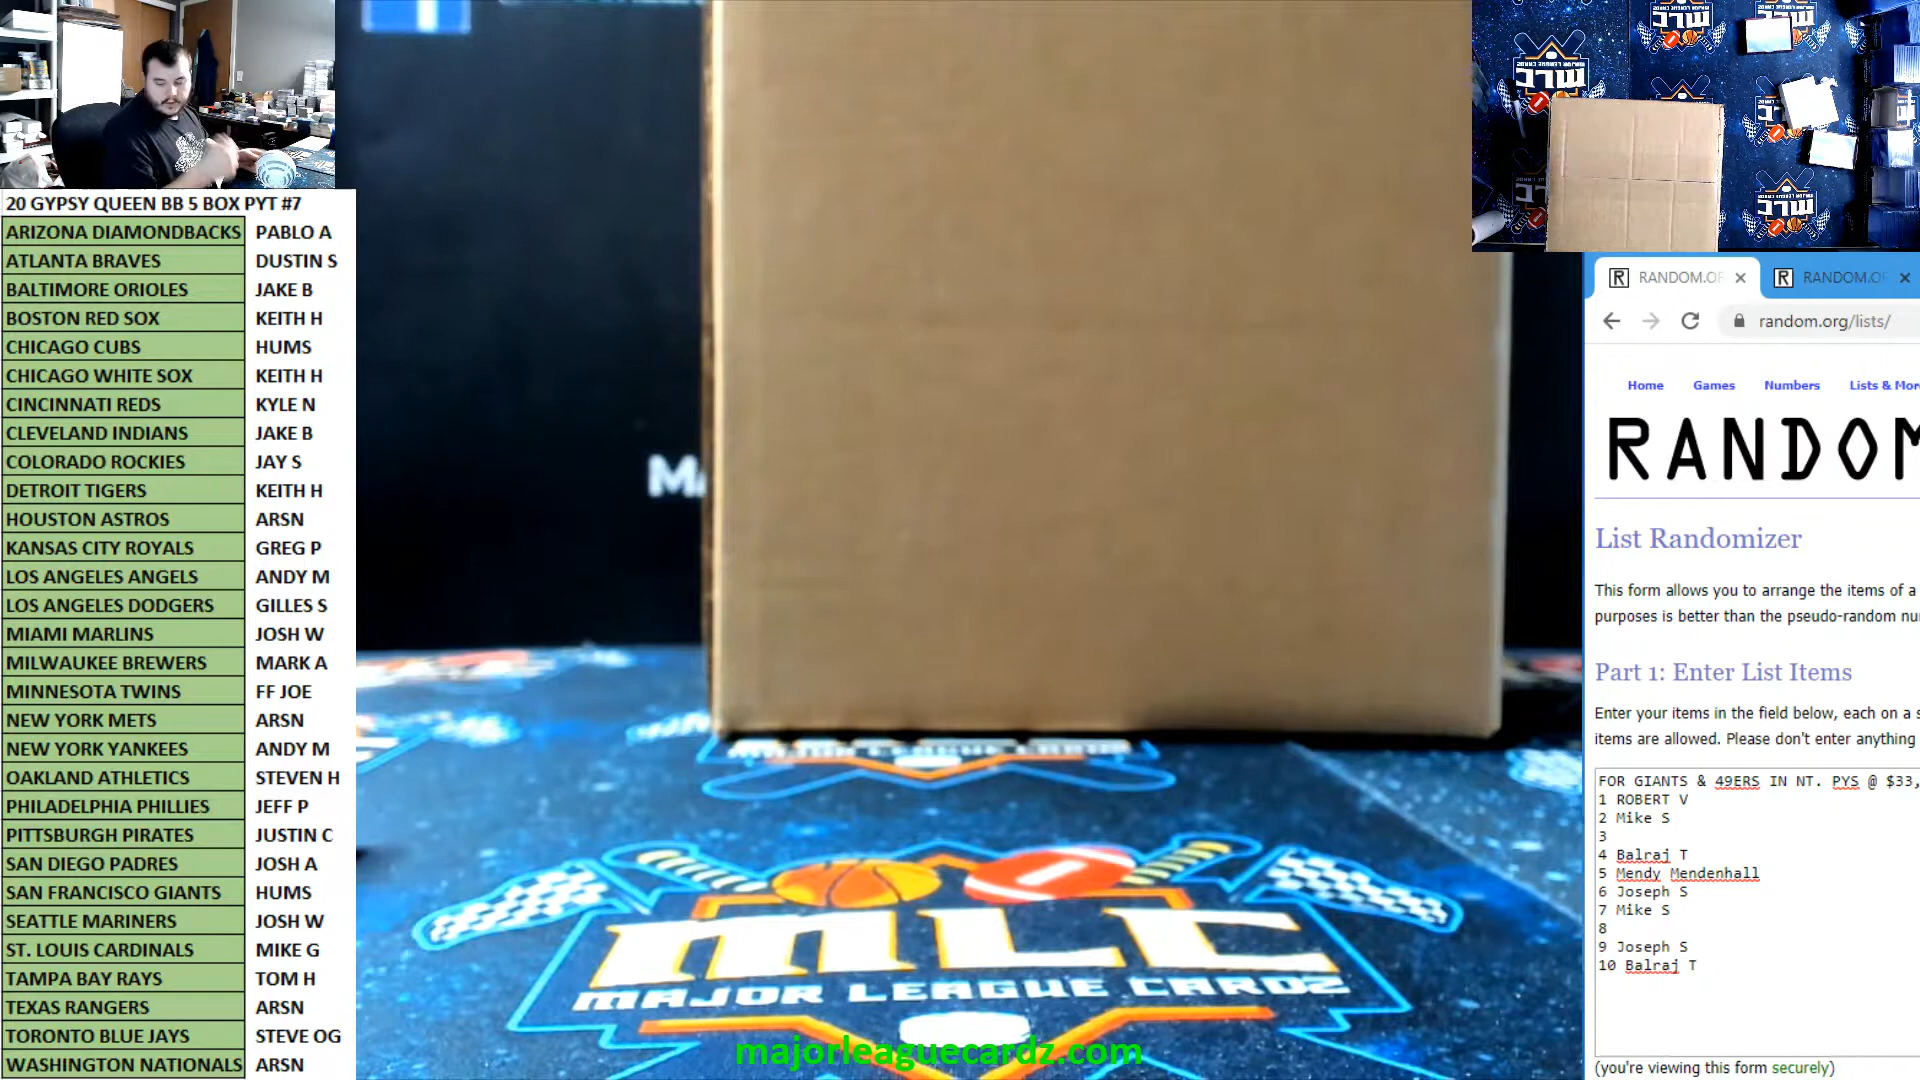 20 GYPSY QUEEN BB 5 BOX PYT #7
ARIZONA DIAMONDBACKS PABLO A
ATLANTA BRAVES DUSTIN S
BALTIMORE ORIOLES JAKE B
BOSTON RED SOX KEITH H
CHICAGO CUBS HUMS
CHICAGO WHITE SOX KEITH H
CINCINNATI REDS KYLE N
CLEVELAND INDIANS JAKE B
COLORADO ROCKIES JAY S
DETROIT TIGERS KEITH H
HOUSTON ASTROS ARSN
KANSAS CITY ROYALS GREG P
LOS ANGELES ANGELS ANDY M
LOS ANGELES DODGERS GILLES S
MIAMI MARLINS JOSH W
MILWAUKEE BREWERS MARK A
MINNESOTA TWINS FF JOE
NEW YORK METS ARSN
NEW YORK YANKEES ANDY M
OAKLAND ATHLETICS STEVEN H
PHILADELPHIA PHILLIES JEFF P
PITTSBURGH PIRATES JUSTIN C
SAN DIEGO PADRES JOSH A
SAN FRANCISCO GIANTS HUMS
SEATTLE MARINERS JOSH W
ST. LOUIS CARDINALS MIKE G
TAMPA BAY RAYS TOM H
TEXAS RANGERS ARSN
TORONTO BLUE JAYS STEVE OG
WASHINGTON NATIONALS ARSN
MLC
MAJOR LEAGUE CARDZ
majorleaguecardz.com
RANDOM.OR RANDOM.OR
random.org/lists/
Home Games Numbers Lists & Mor
RANDOM
List Randomizer
This form allows you to arrange the items of a
purposes is better than the pseudo-random nu
Part 1: Enter List Items
Enter your items in the field below, each on a s
items are allowed. Please don't enter anything
FOR GIANTS & 49ERS IN NT. PYS @ $33,
1 ROBERT V
2 Mike S
3
4 Balraj T
5 Mendy Mendenhall
6 Joseph S
7 Mike S
8
9 Joseph S
10 Balraj T
(you're viewing this form securely)